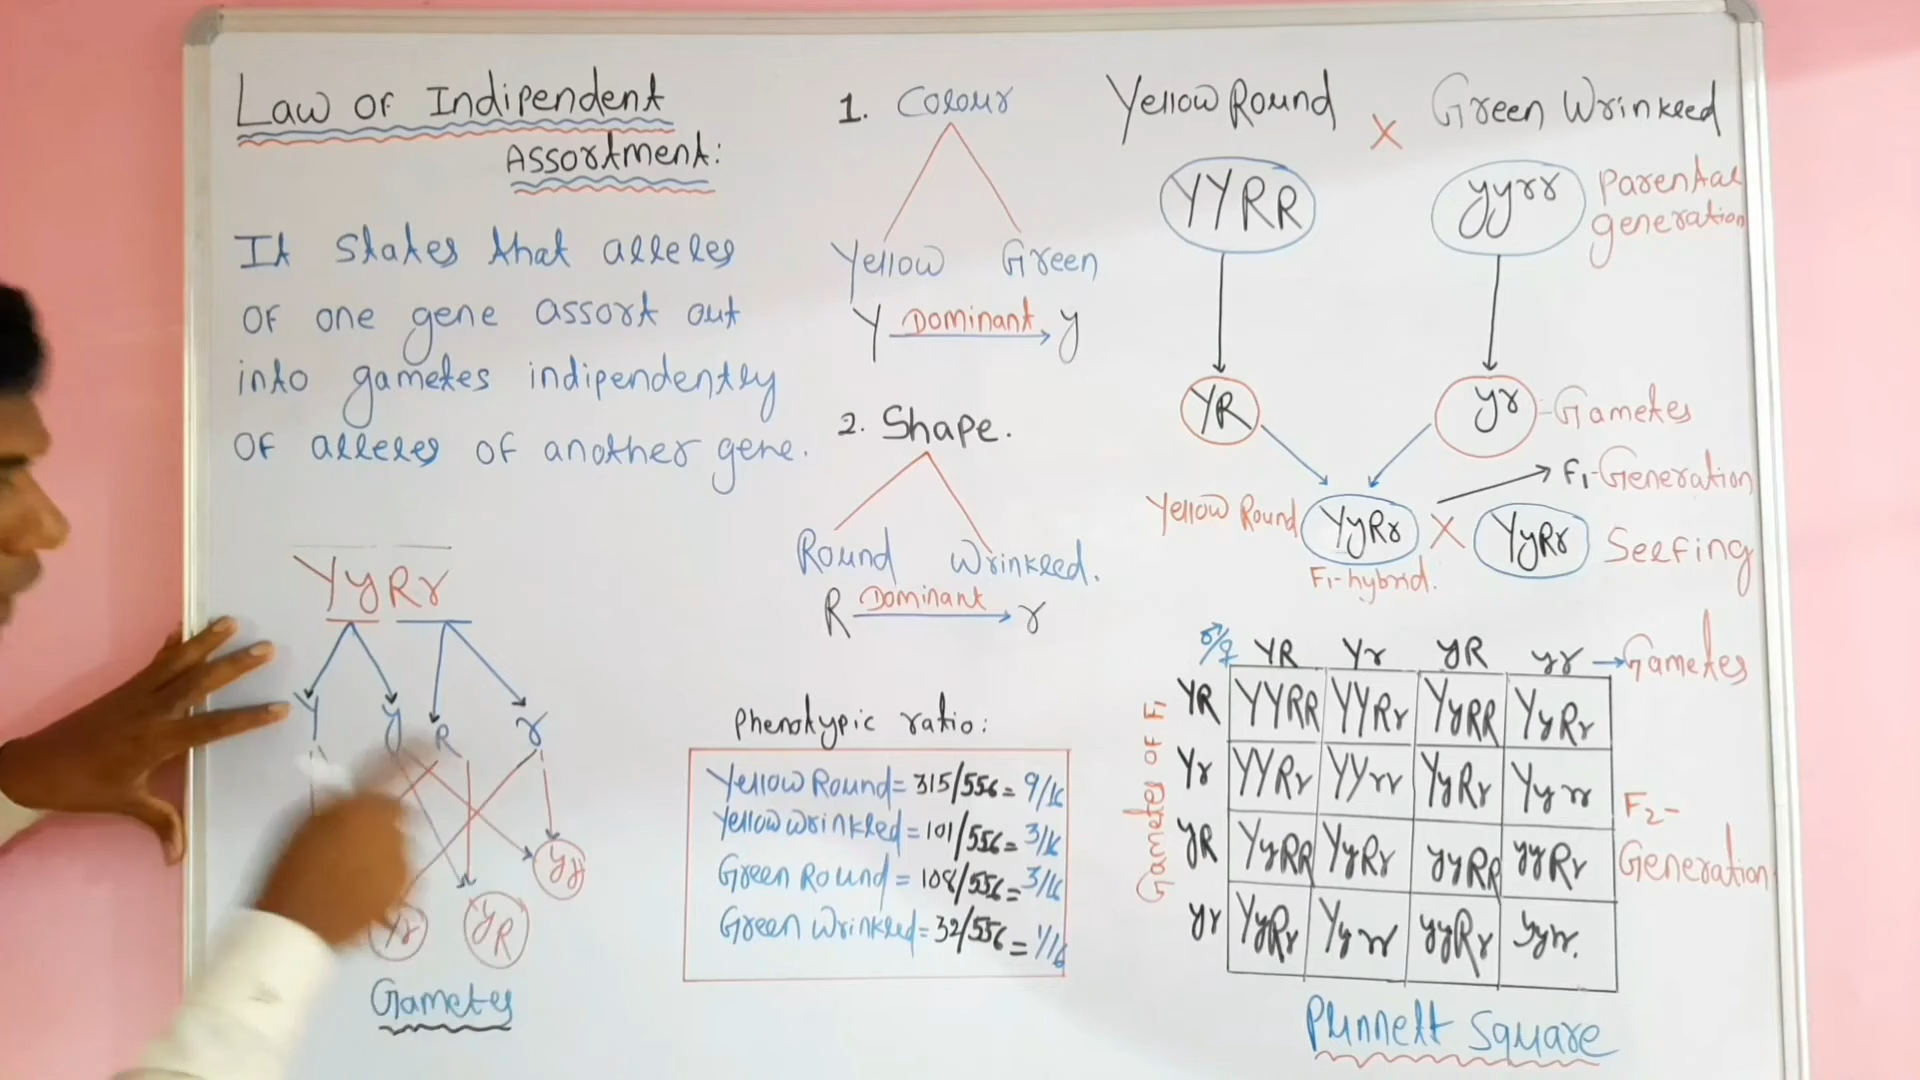 Law of Indipendent
Assortment:
It states that alleles
of one gene assort out
into gametes indipendently
of alleles of another gene.
YyRr
Y y R r
yr
Yr
yR
Gametes
1. Colour
Yellow Green
Y Dominant y
2. Shape.
Round Wrinkled.
R Dominant r
Phenotypic ratio:
Yellow Round = 315/556 = 9/16
Yellow wrinkled = 101/556 = 3/16
Green Round = 108/556 = 3/16
Green Wrinkled = 32/556 = 1/16
Yellow Round X Green Wrinkled
YYRR yyrr Parental
generation
YR yr - Gametes
F1-Generation
Yellow Round YyRr X YyRr Selfing
F1-hybrid.
♂/♀ YR Yr yR yr → Gametes
Gametes of F1
YR YYRR YYRr YyRR YyRr
Yr YYRr YYrr YyRr Yyrr
yR YyRR YyRr yyRR yyRr
yr YyRr Yyrr yyRr yyrr.
F2-
Generation
Punnett Square